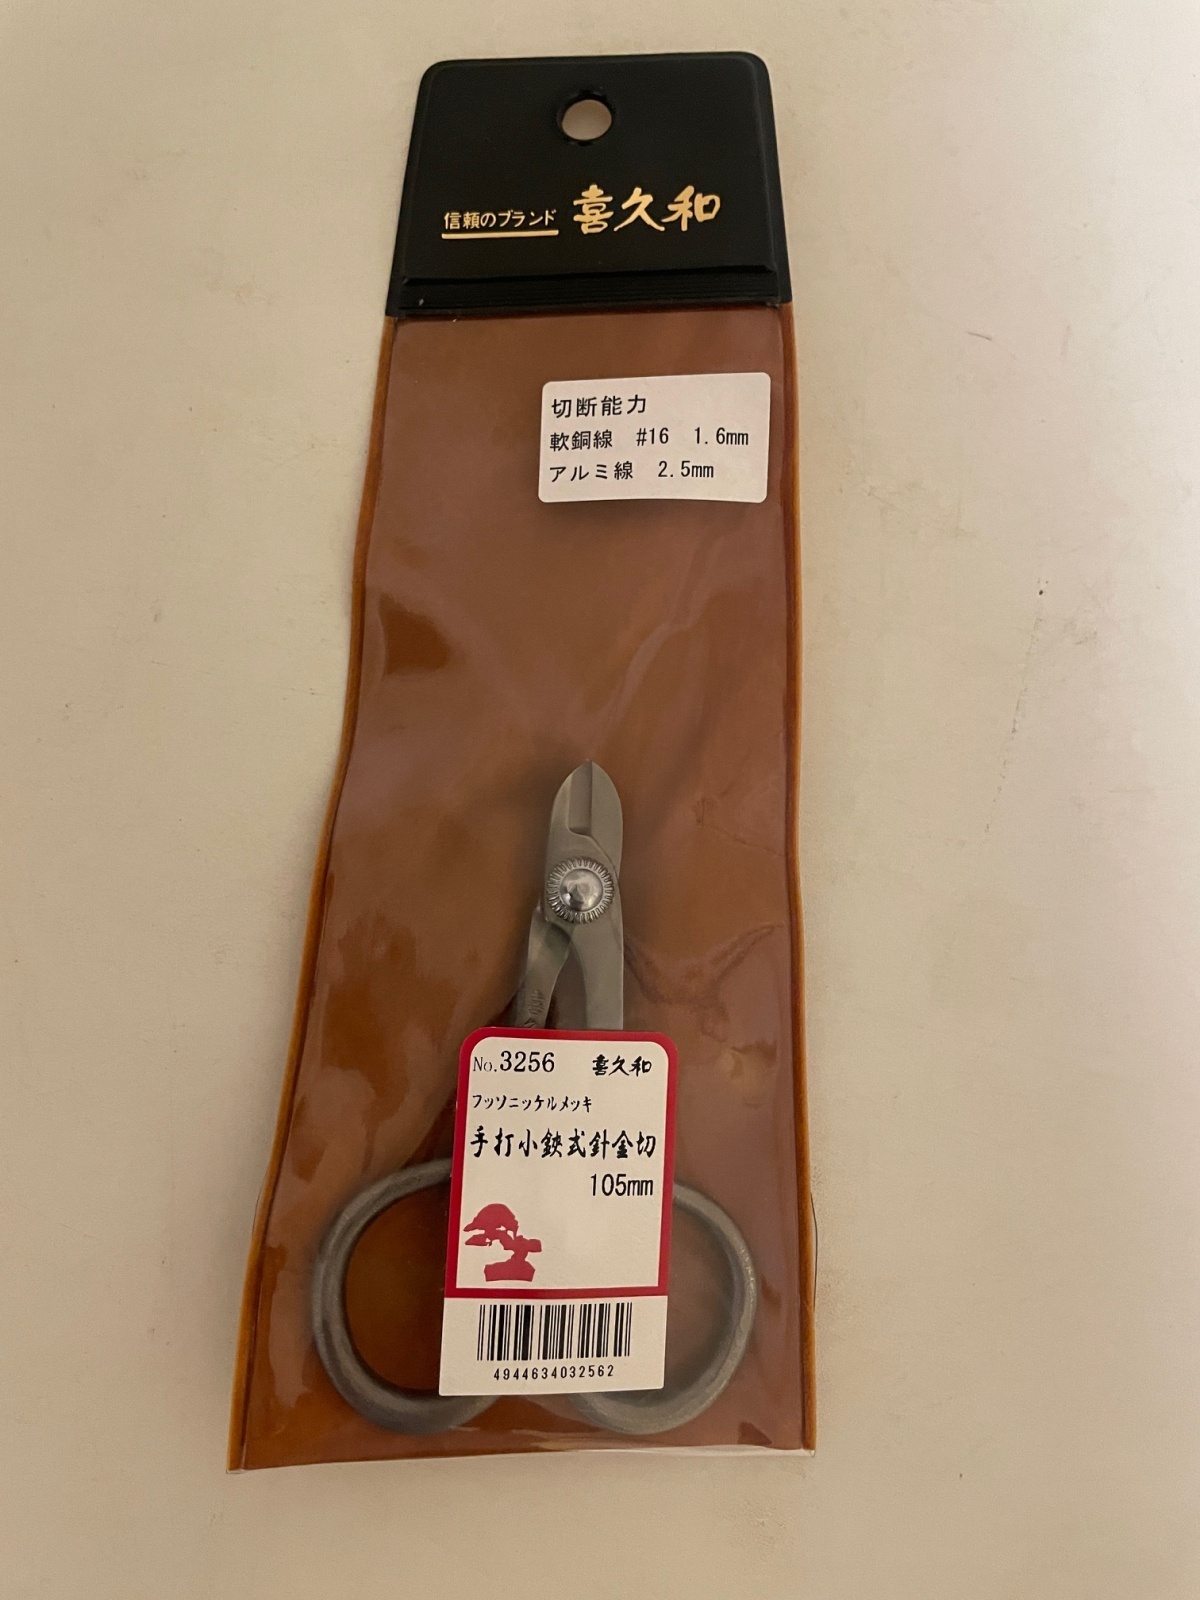 信頼のブランド 喜久和
切断能力
軟銅線 #16 1.6mm
アルミ線 2.5mm
No.3256 喜久和
フッソニッケルメッキ
手打小鋏式針金切
105mm
4944634032562